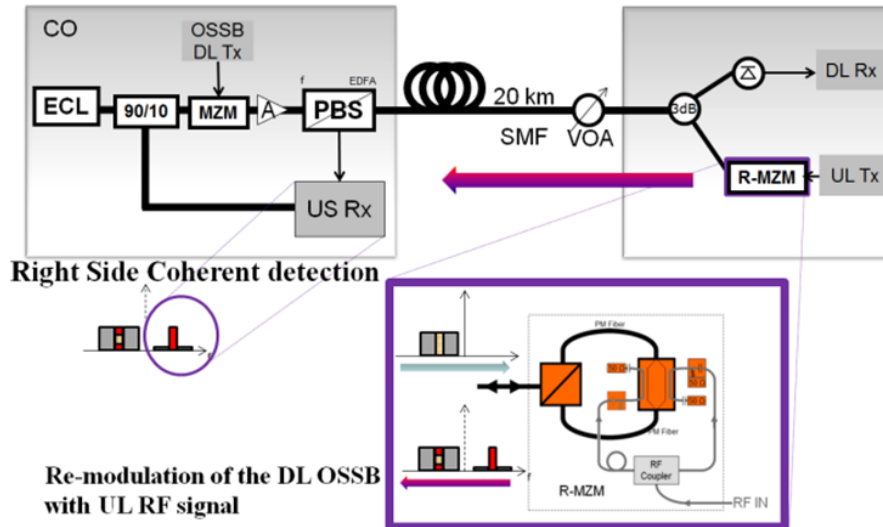 CO
OSSB
DL Tx
f
EDFA
ECL
90/10
MZM
A
PBS
20 km
SMF
VOA
3dB
DL Rx
R-MZM
UL Tx
US Rx
Right Side Coherent detection
PM Fiber
50 Ω
50 Ω
PM Fiber
f
RF
Coupler
R-MZM
RF IN
Re-modulation of the DL OSSB
with UL RF signal